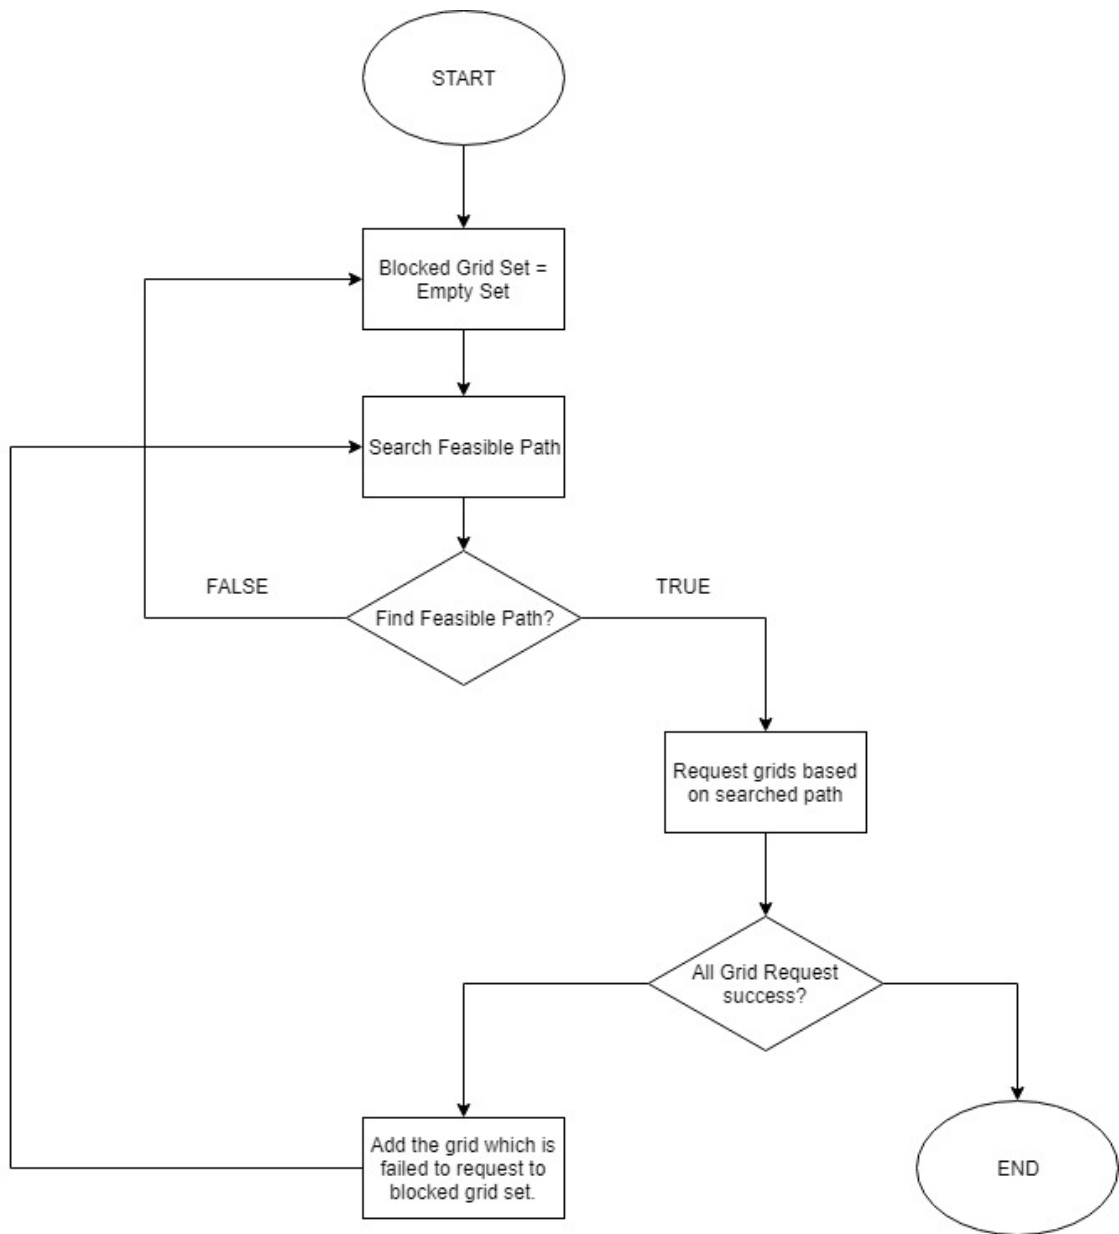 START
Blocked Grid Set =
Empty Set
Search Feasible Path
FALSE
TRUE
Find Feasible Path?
Request grids based
on searched path
All Grid Request
success?
Add the grid which is
failed to request to
blocked grid set.
END